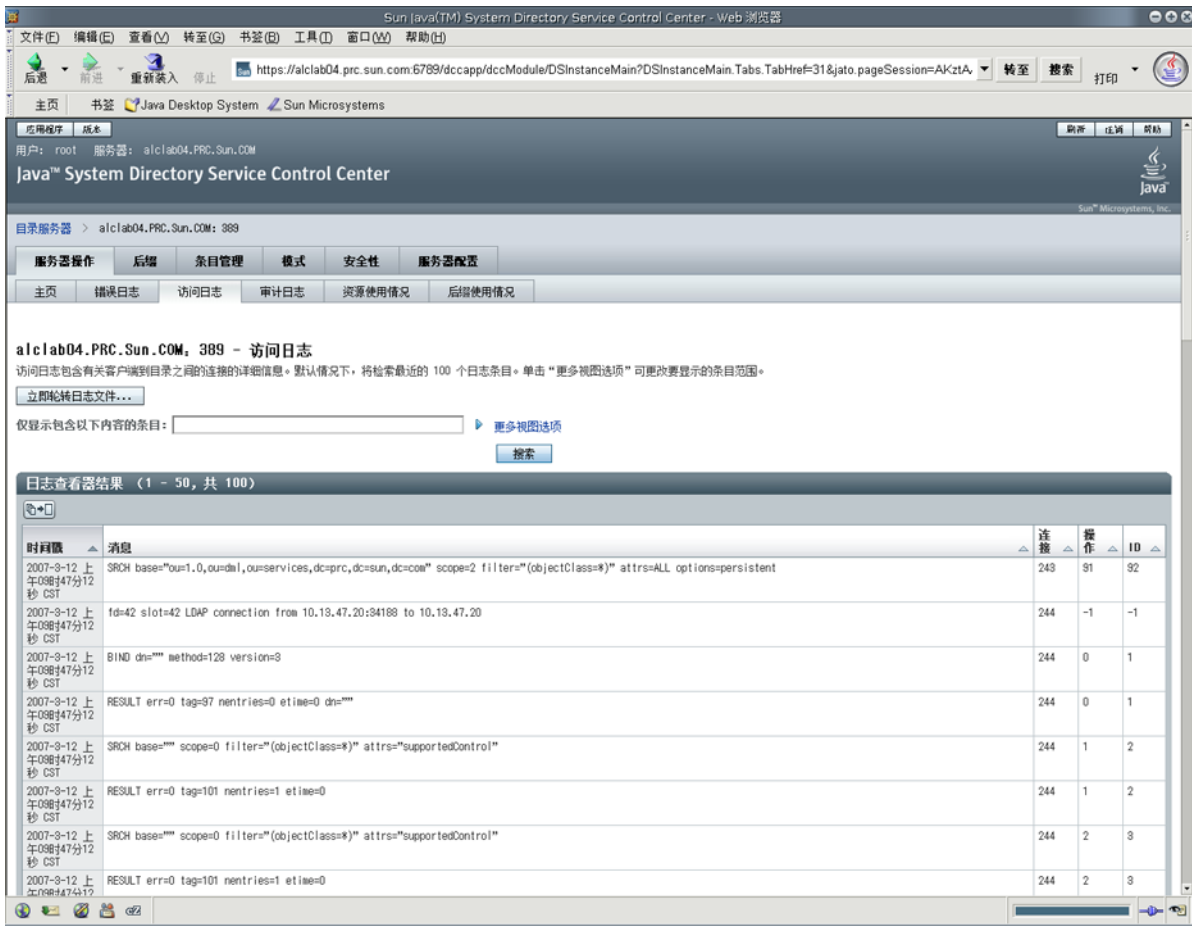 Sun Java(TM) System Directory Service Control Center - Web 浏览器
文件(F) 编辑(E) 查看(V) 转至(G) 书签(B) 工具(T) 窗口(W) 帮助(H)
后退 前进 重新装入 停止 https://alclab04.prc.sun.com:6789/dccapp/dccModule/DSInstanceMain?DSInstanceMain.Tabs.TabHref=31&jato.pageSession=AKztA, 转至 搜索 打印
主页 书签 Java Desktop System Sun Microsystems
应用程序 版本 刷新 注销 帮助
用户: root 服务器: alclab04.PRC.Sun.COM
Java™ System Directory Service Control Center
Java™
Sun™ Microsystems, Inc.
目录服务器 > alclab04.PRC.Sun.COM: 389
服务器操作 后缀 条目管理 模式 安全性 服务器配置
主页 错误日志 访问日志 审计日志 资源使用情况 后缀使用情况
alclab04.PRC.Sun.COM: 389 - 访问日志
访问日志包含有关客户端到目录之间的连接的详细信息。默认情况下，将检索最近的 100 个日志条目。单击“更多视图选项”可更改要显示的条目范围。
立即轮转日志文件...
仅显示包含以下内容的条目: 更多视图选项
搜索
日志查看器结果 (1 - 50, 共 100)
时间戳 消息 连接 操作 ID
2007-3-12 上午09时47分12秒 CST SRCH base="ou=1.0,ou=dml,ou=services,dc=prc,dc=sun,dc=com" scope=2 filter="(objectClass=*)" attrs=ALL options=persistent 243 91 92
2007-3-12 上午09时47分12秒 CST fd=42 slot=42 LDAP connection from 10.13.47.20:34188 to 10.13.47.20 244 -1 -1
2007-3-12 上午09时47分12秒 CST BIND dn="" method=128 version=3 244 0 1
2007-3-12 上午09时47分12秒 CST RESULT err=0 tag=97 nentries=0 etime=0 dn="" 244 0 1
2007-3-12 上午09时47分12秒 CST SRCH base="" scope=0 filter="(objectClass=*)" attrs="supportedControl" 244 1 2
2007-3-12 上午09时47分12秒 CST RESULT err=0 tag=101 nentries=1 etime=0 244 1 2
2007-3-12 上午09时47分12秒 CST SRCH base="" scope=0 filter="(objectClass=*)" attrs="supportedControl" 244 2 3
2007-3-12 上午09时47分12 RESULT err=0 tag=101 nentries=1 etime=0 244 2 3